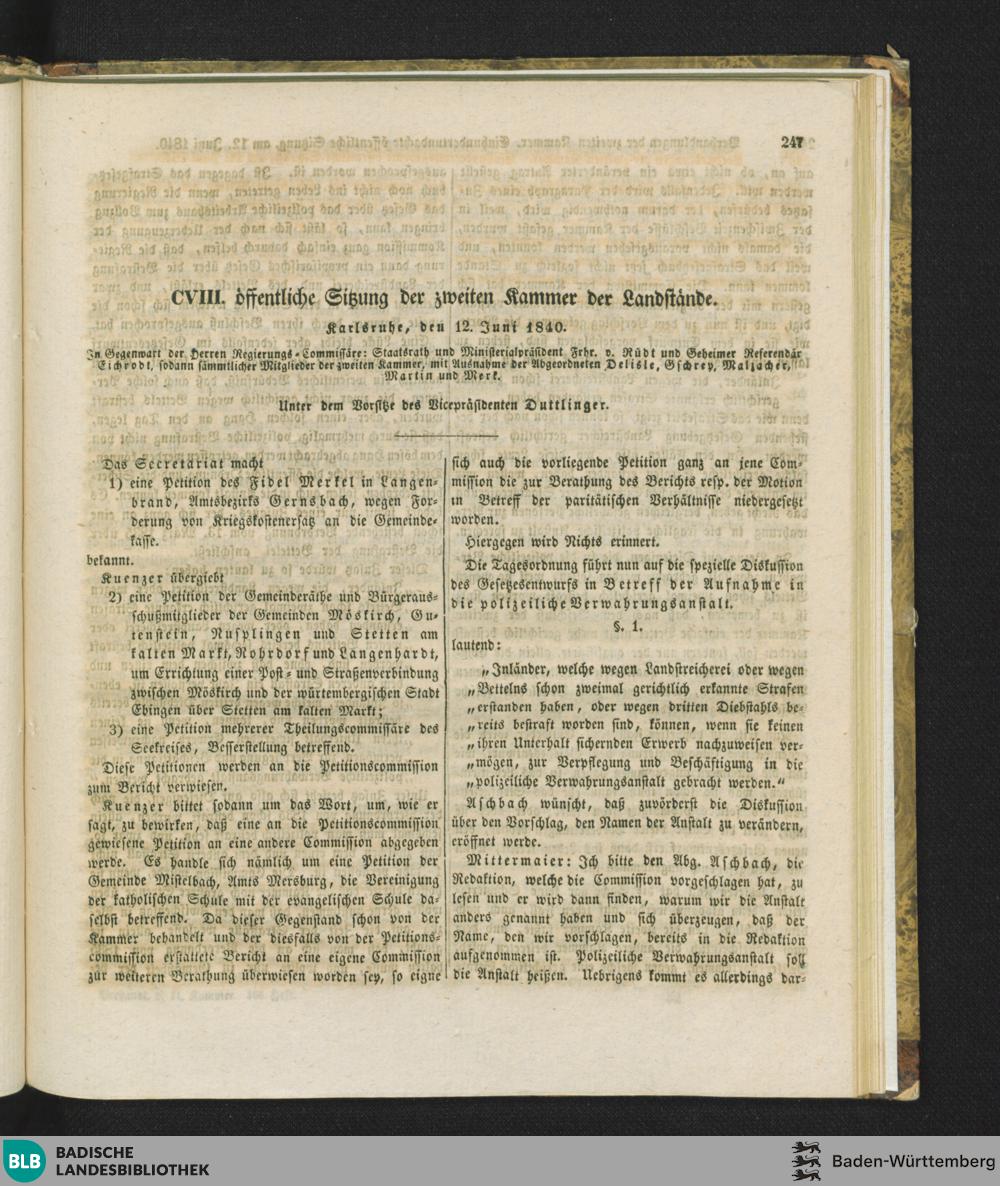 247
CVIII. öffentliche Sitzung der zweiten Kammer der Landstände.
Karlsruhe, den 12. Juni 1840.
In Gegenwart der Herren Regierungs-Commissäre: Staatsrath und Ministerialpräsident Frhr. v. Rüdt und Geheimer Referendär
Eichrodt, sodann sämmtlicher Mitglieder der zweiten Kammer, mit Ausnahme der Abgeordneten Delisle, Gschrey, Malzacher,
Martin und Merk.
Unter dem Vorsitze des Vicepräsidenten Duttlinger.
Das Secretariat macht
1) eine Petition des Fidel Merkel in Langen-
brand, Amtsbezirks Gernsbach, wegen For-
derung von Kriegskostenersatz an die Gemeinde-
kasse.
bekannt.
Kuenzer übergiebt
2) eine Petition der Gemeinderäthe und Bürgeraus-
schußmitglieder der Gemeinden Möskirch, Gu-
tenstein, Nusplingen und Stetten am
kalten Markt, Rohrdorf und Langenhardt,
um Errichtung einer Post- und Straßenverbindung
zwischen Möskirch und der würtembergischen Stadt
Ebingen über Stetten am kalten Markt;
3) eine Petition mehrerer Theilungscommissäre des
Seekreises, Besserstellung betreffend.
Diese Petitionen werden an die Petitionscommission
zum Bericht verwiesen.
Kuenzer bittet sodann um das Wort, um, wie er
sagt, zu bewirken, daß eine an die Petitionscommission
gewiesene Petition an eine andere Commission abgegeben
werde. Es handle sich nämlich um eine Petition der
Gemeinde Mistelbach, Amts Mersburg, die Vereinigung
der katholischen Schule mit der evangelischen Schule da-
selbst betreffend. Da dieser Gegenstand schon von der
Kammer behandelt und der diesfalls von der Petitions-
commission erstattete Bericht an eine eigene Commission
zur weiteren Berathung überwiesen worden sey, so eigne
sich auch die vorliegende Petition ganz an jene Com-
mission die zur Berathung des Berichts resp. der Motion
in Betreff der paritätischen Verhältnisse niedergesetzt
worden.
Hiergegen wird Nichts erinnert.
Die Tagesordnung führt nun auf die spezielle Diskussion
des Gesetzesentwurfs in Betreff der Aufnahme in
die polizeiliche Verwahrungsanstalt.
§. 1.
lautend:
„Inländer, welche wegen Landstreicherei oder wegen
„Bettelns schon zweimal gerichtlich erkannte Strafen
„erstanden haben, oder wegen dritten Diebstahls be-
„reits bestraft worden sind, können, wenn sie keinen
„ihren Unterhalt sichernden Erwerb nachzuweisen ver-
„mögen, zur Verpflegung und Beschäftigung in die
„polizeiliche Verwahrungsanstalt gebracht werden.“
Aschbach wünscht, daß zuvörderst die Diskussion
über den Vorschlag, den Namen der Anstalt zu verändern,
eröffnet werde.
Mittermaier: Ich bitte den Abg. Aschbach, die
Redaktion, welche die Commission vorgeschlagen hat, zu
lesen und er wird dann finden, warum wir die Anstalt
anders genannt haben und sich überzeugen, daß der
Name, den wir vorschlagen, bereits in die Redaktion
aufgenommen ist. Polizeiliche Verwahrungsanstalt soll
die Anstalt heißen. Uebrigens kommt es allerdings dar-
BLB
BADISCHE
LANDESBIBLIOTHEK
Baden-Württemberg